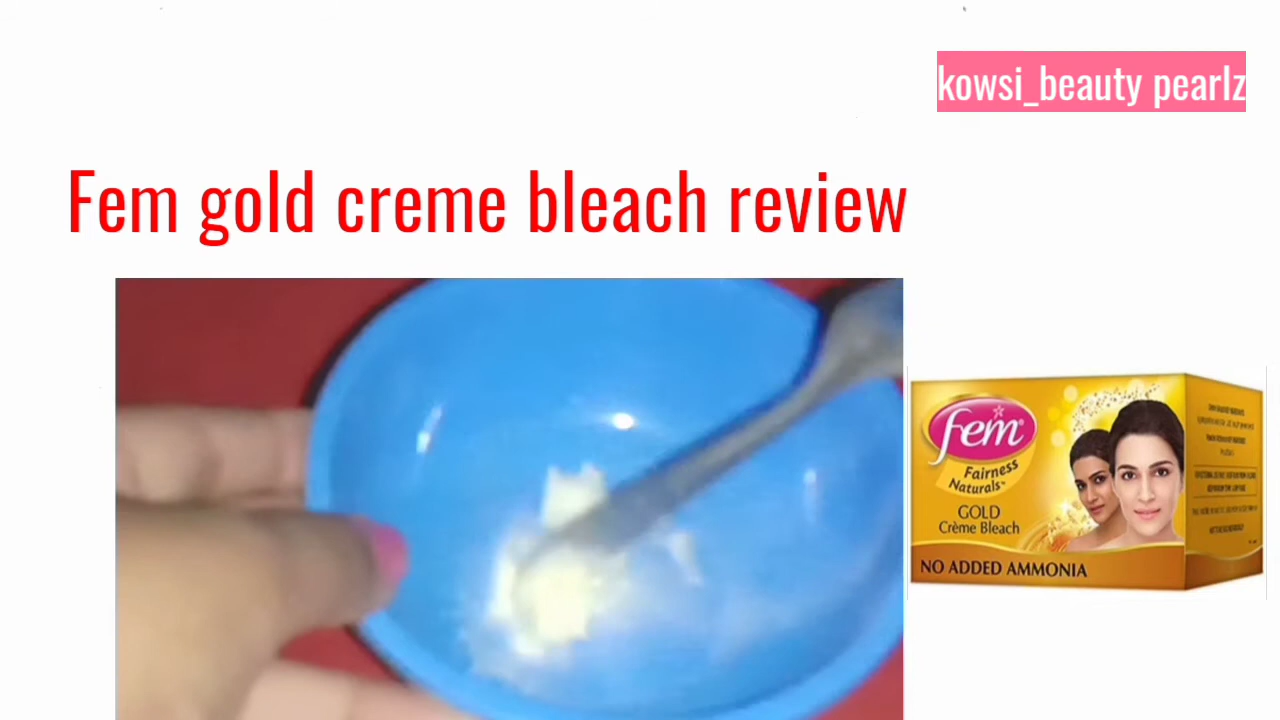 kowsi_beauty pearlz
Fem gold creme bleach review
fem
Fairness
Naturals
GOLD
Crème Bleach
NO ADDED AMMONIA